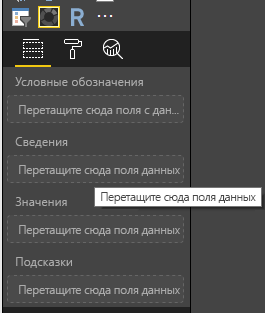 R ...
Условные обозначения
Перетащите сюда поля с дан...
Сведения
Перетащите сюда поля данных
Перетащите сюда поля данных
Значения
Перетащите сюда поля данных
Подсказки
Перетащите сюда поля данных